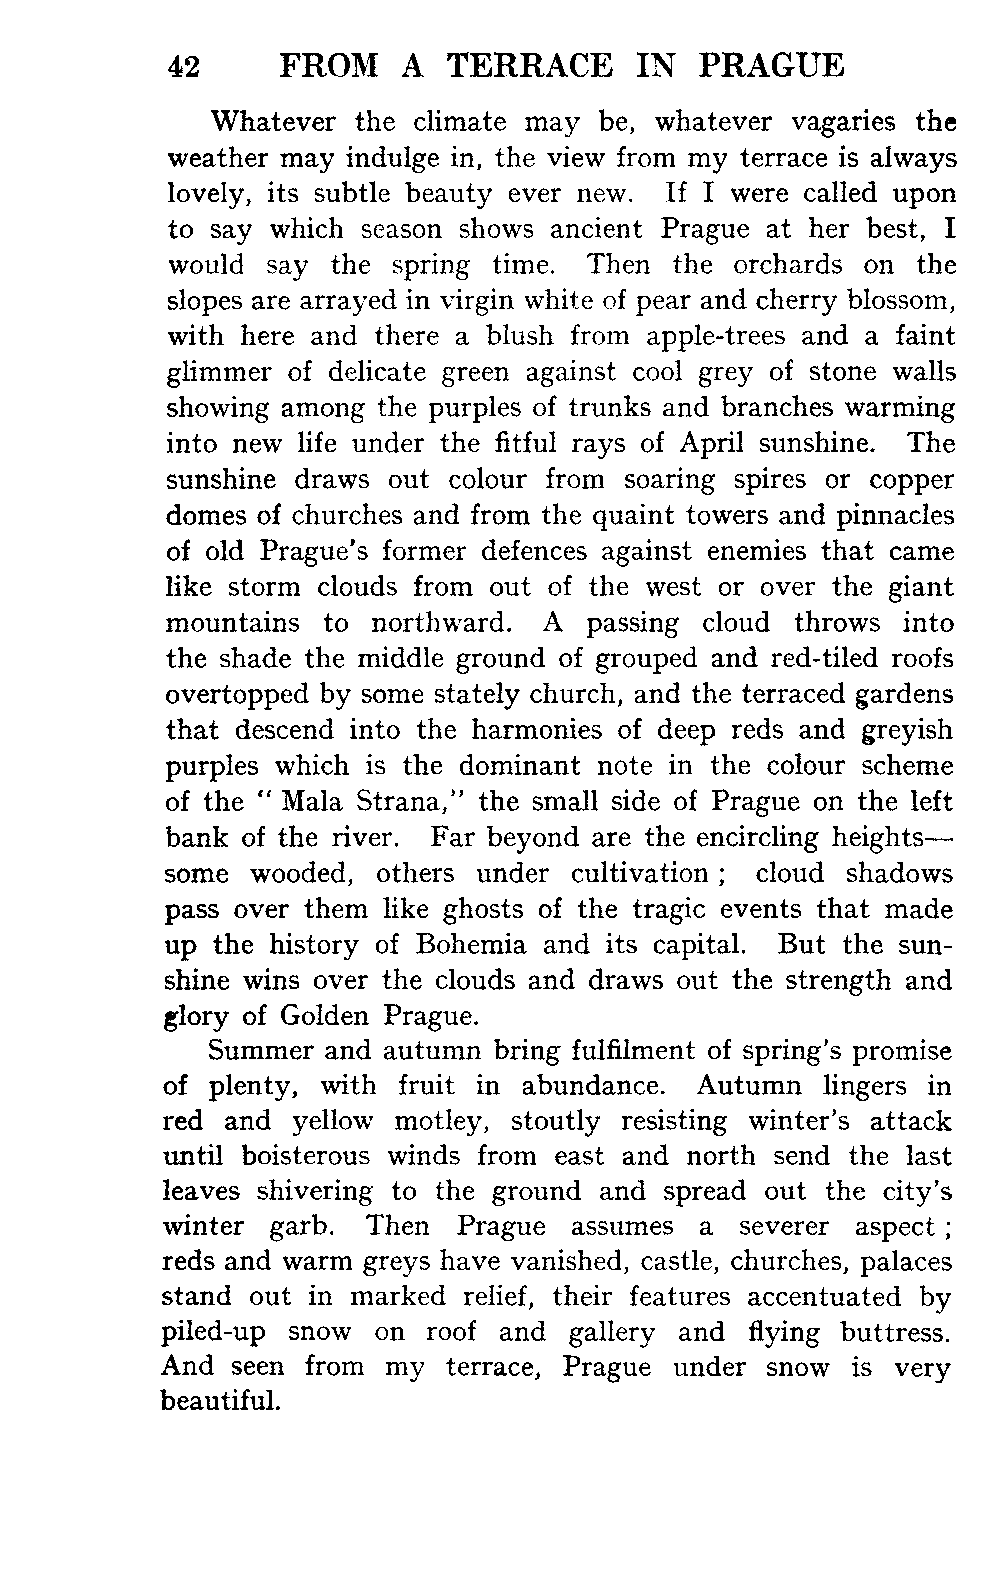 42 FROM A TERRACE IN PRAGUE
Whatever the climate may be, whatever vagaries the
weather may indulge in, the view from my terrace is always
lovely, its subtle beauty ever new. If I were called upon
to say which season shows ancient Prague at her best, I
would say the spring time. Then the orchards on the
slopes are arrayed in virgin white of pear and cherry blossom,
with here and there a blush from apple-trees and a faint
glimmer of delicate green against cool grey of stone walls
showing among the purples of trunks and branches warming
into new life under the fitful rays of April sunshine. The
sunshine draws out colour from soaring spires or copper
domes of churches and from the quaint towers and pinnacles
of old Prague's former defences against enemies that came
like storm clouds from out of the west or over the giant
mountains to northward. A passing cloud throws into
the shade the middle ground of grouped and red-tiled roofs
overtopped by some stately church, and the terraced gardens
that descend into the harmonies of deep reds and greyish
purples which is the dominant note in the colour scheme
of the " Mala Strana," the small side of Prague on the left
bank of the river. Far beyond are the encircling heights—
some wooded, others under cultivation ; cloud shadows
pass over them like ghosts of the tragic events that made
up the history of Bohemia and its capital. But the sun-
shine wins over the clouds and draws out the strength and
glory of Golden Prague.
Summer and autumn bring fulfilment of spring's promise
of plenty, with fruit in abundance. Autumn lingers in
red and yellow motley, stoutly resisting winter's attack
until boisterous winds from east and north send the last
leaves shivering to the ground and spread out the city's
winter garb. Then Prague assumes a severer aspect ;
reds and warm greys have vanished, castle, churches, palaces
stand out in marked relief, their features accentuated by
piled-up snow on roof and gallery and flying buttress.
And seen from my terrace, Prague under snow is very
beautiful.